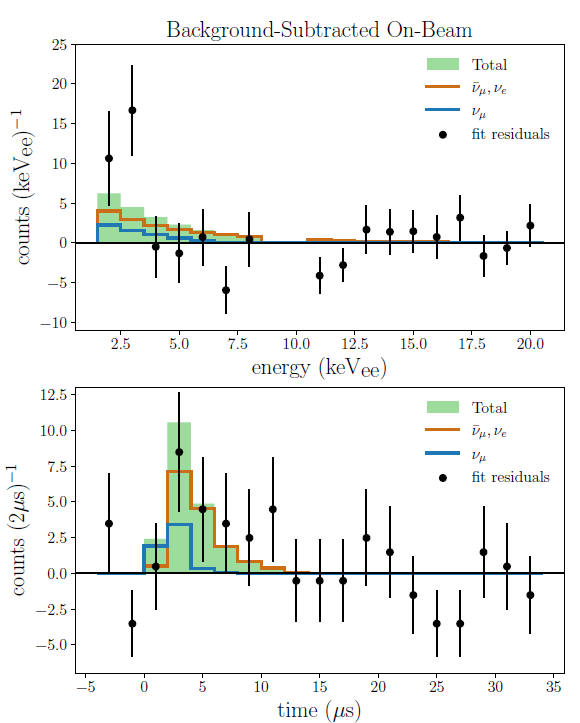 Background-Subtracted On-Beam
counts (keVee)⁻¹
25
20
15
10
5
0
−5
−10
Total
ν̄μ, νe
νμ
fit residuals
2.5 5.0 7.5 10.0 12.5 15.0 17.5 20.0
energy (keVee)
counts (2μs)⁻¹
12.5
10.0
7.5
5.0
2.5
0.0
−2.5
−5.0
Total
ν̄μ, νe
νμ
fit residuals
−5 0 5 10 15 20 25 30 35
time (μs)